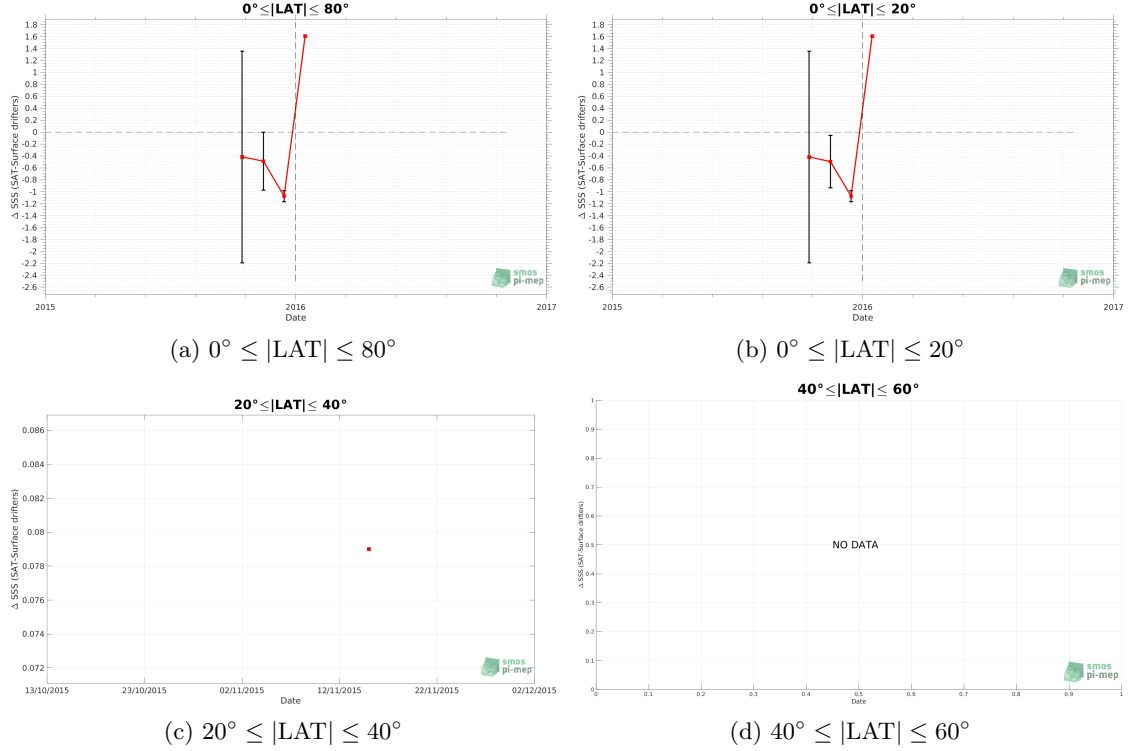 0°≤|LAT|≤ 80°
Δ SSS (SAT-Surface drifters)
1.8
1.6
1.4
1.2
1
0.8
0.6
0.4
0.2
0
-0.2
-0.4
-0.6
-0.8
-1
-1.2
-1.4
-1.6
-1.8
-2
-2.2
-2.4
-2.6
smos
pi-mep
2015 2016 2017
Date
(a) 0° ≤ |LAT| ≤ 80°
0°≤|LAT|≤ 20°
Δ SSS (SAT-Surface drifters)
1.8
1.6
1.4
1.2
1
0.8
0.6
0.4
0.2
0
-0.2
-0.4
-0.6
-0.8
-1
-1.2
-1.4
-1.6
-1.8
-2
-2.2
-2.4
-2.6
smos
pi-mep
2015 2016 2017
Date
(b) 0° ≤ |LAT| ≤ 20°
20°≤|LAT|≤ 40°
Δ SSS (SAT-Surface drifters)
0.086
0.084
0.082
0.08
0.078
0.076
0.074
0.072
smos
pi-mep
13/10/2015 23/10/2015 02/11/2015 12/11/2015 22/11/2015 02/12/2015
Date
(c) 20° ≤ |LAT| ≤ 40°
40°≤|LAT|≤ 60°
Δ SSS (SAT-Surface drifters)
1
0.9
0.8
0.7
0.6
0.5
0.4
0.3
0.2
0.1
0
NO DATA
smos
pi-mep
0 0.1 0.2 0.3 0.4 0.5 0.6 0.7 0.8 0.9 1
Date
(d) 40° ≤ |LAT| ≤ 60°